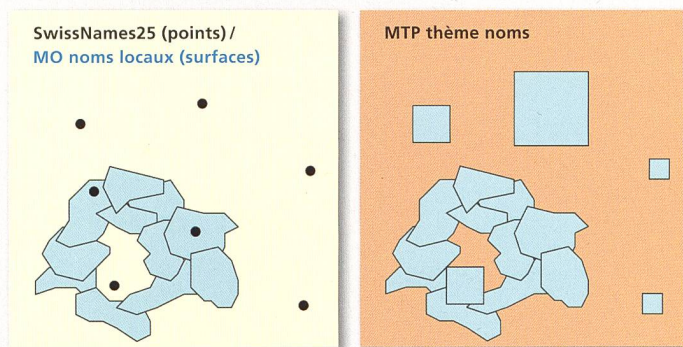 SwissNames25 (points) /
MO noms locaux (surfaces)
MTP thème noms